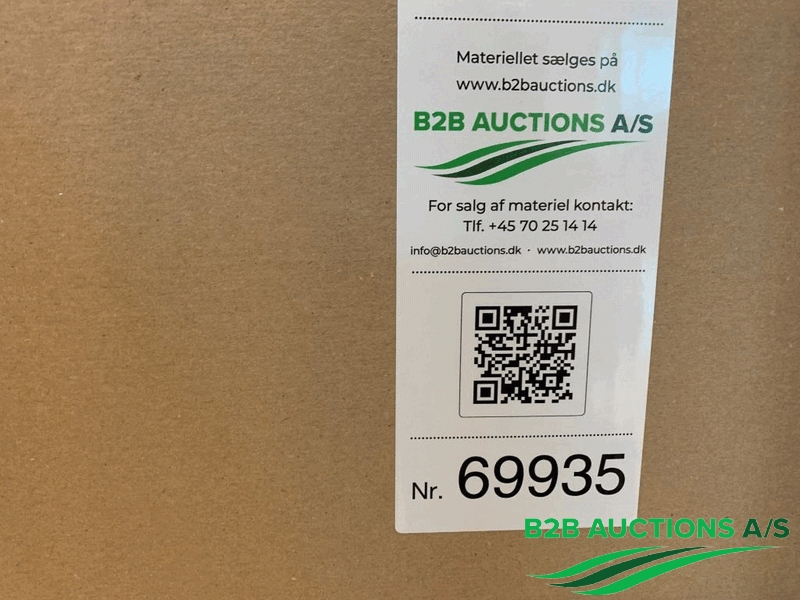 Materiellet sælges på
www.b2bauctions.dk
B2B AUCTIONS A/S
For salg af materiel kontakt:
Tlf. +45 70 25 14 14
info@b2bauctions.dk · www.b2bauctions.dk
Nr. 69935
B2B AUCTIONS A/S